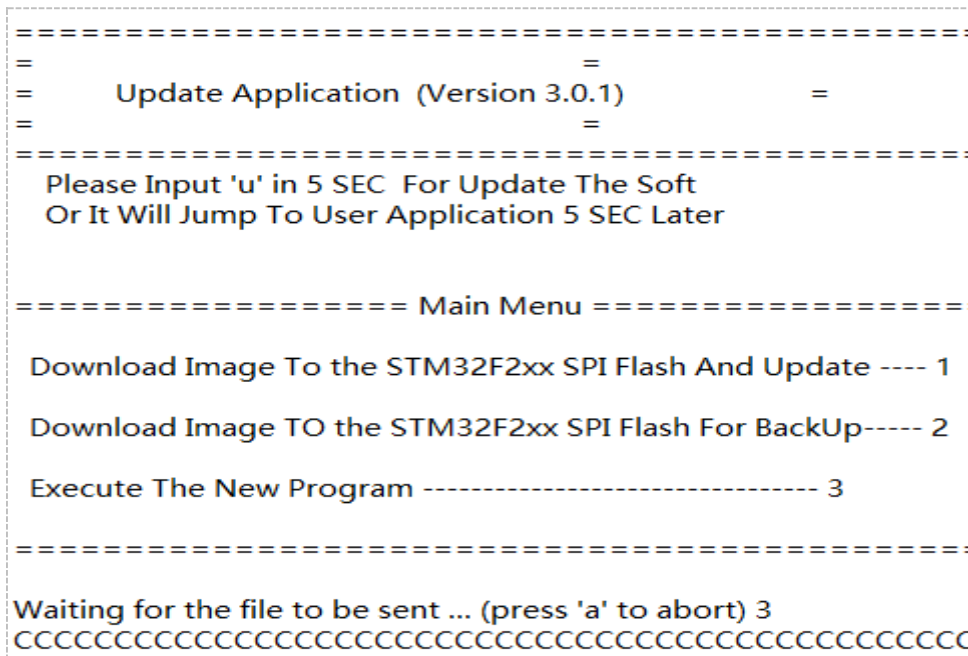 ================================================
=                                                         =
=       Update Application  (Version 3.0.1)                       =
=                                                         =
================================================
Please Input 'u' in 5 SEC  For Update The Soft
Or It Will Jump To User Application 5 SEC Later
================== Main Menu =================
Download Image To the STM32F2xx SPI Flash And Update ---- 1
Download Image TO the STM32F2xx SPI Flash For BackUp----- 2
Execute The New Program --------------------------------- 3
================================================
Waiting for the file to be sent ... (press 'a' to abort) 3
CCCCCCCCCCCCCCCCCCCCCCCCCCCCCCCCCCCCCCCCCCCCCCC